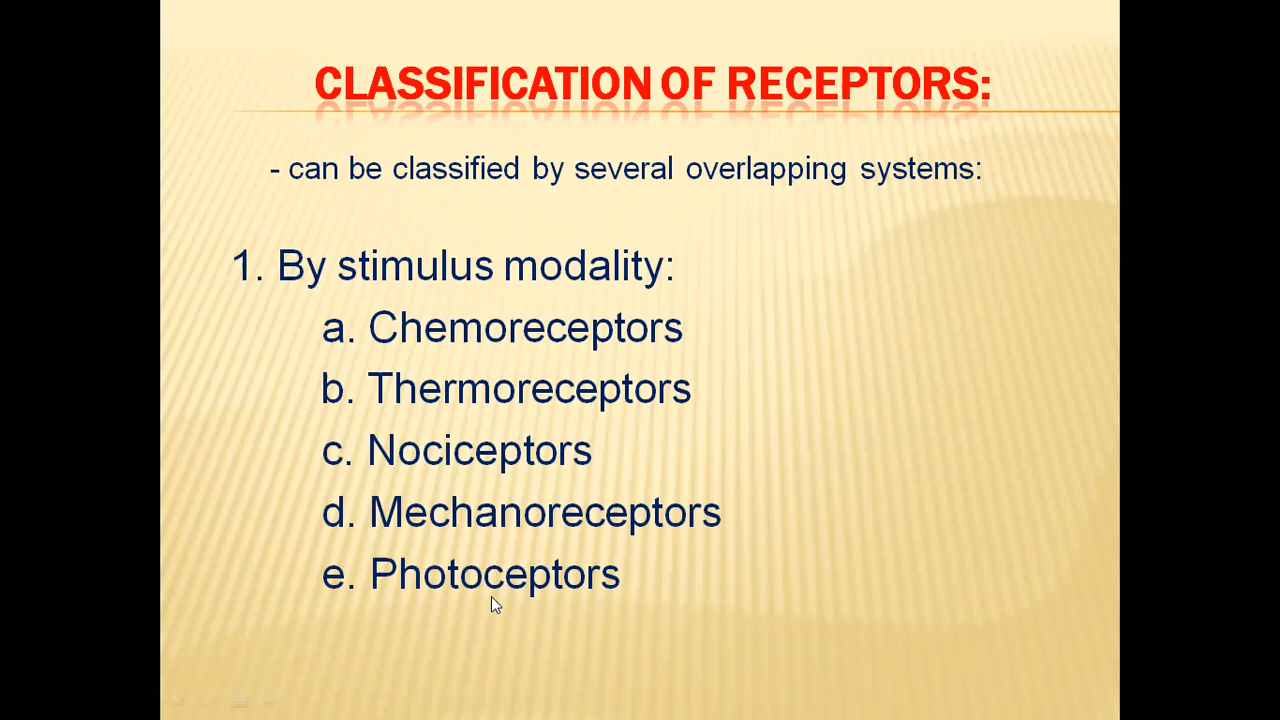 CLASSIFICATION OF RECEPTORS:
- can be classified by several overlapping systems:
1. By stimulus modality:
a. Chemoreceptors
b. Thermoreceptors
c. Nociceptors
d. Mechanoreceptors
e. Photoceptors